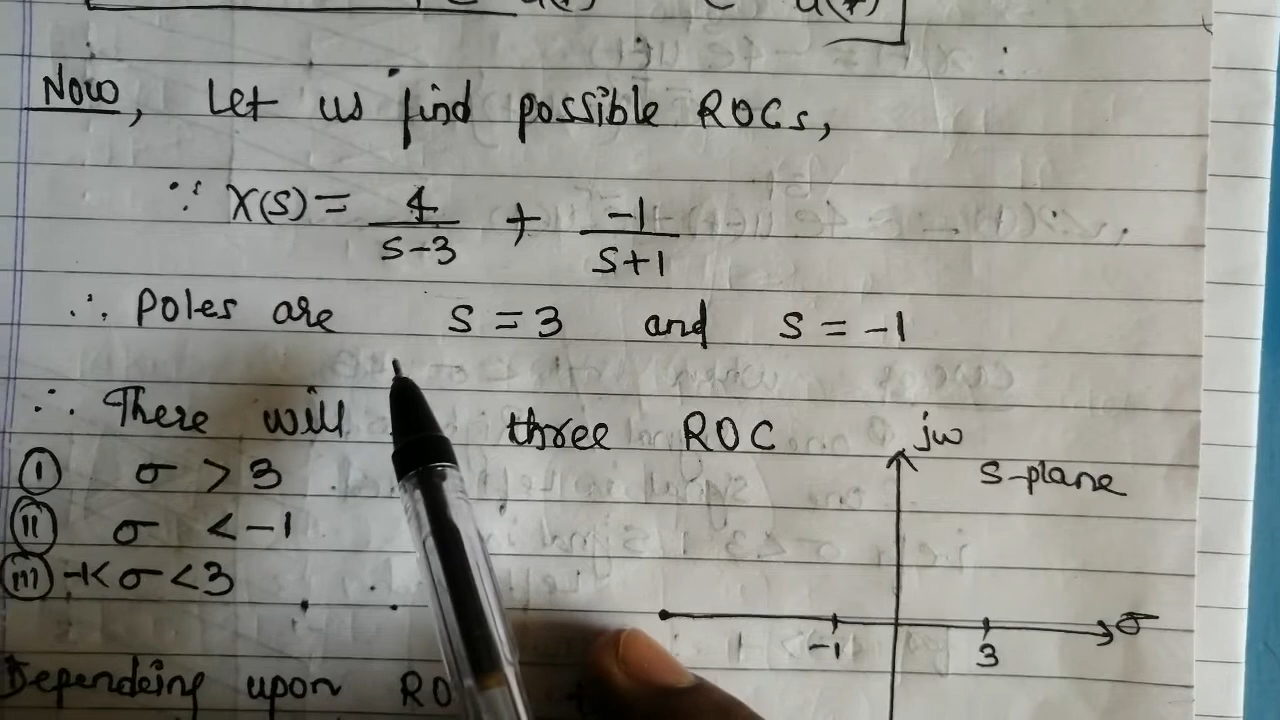 Now, Let us find possible ROCs,
∵ X(s) = 4/(s-3) + -1/(s+1)
∴ Poles are s = 3 and s = -1
∴ There will three ROC
jω
S-plane
(I) σ > 3
(II) σ < -1
(III) -1< σ < 3
σ
-1 3
Depending upon RO